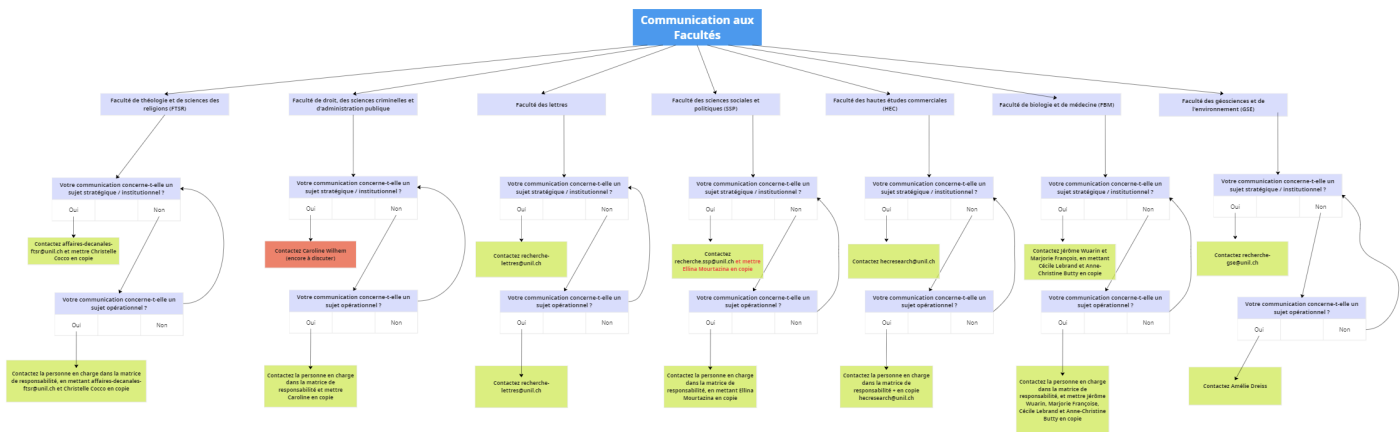 Communication aux
Facultés
Faculté de théologie et de sciences des
religions (FTSR)
Faculté de droit, des sciences criminelles et
d'administration publique
Faculté des lettres
Faculté des sciences sociales et
politiques (SSP)
Faculté des hautes études commerciales
(HEC)
Faculté de biologie et de médecine (FBM)
Faculté des géosciences et de
l'environnement (GSE)
Votre communication concerne-t-elle un
sujet stratégique / institutionnel ?
Oui
Non
Contactez affaires-decanales-
ftsr@unil.ch et mettre Christelle
Cocco en copie
Votre communication concerne-t-elle un
sujet opérationnel ?
Oui
Non
Contactez la personne en charge dans la matrice
de responsabilité, en mettant affaires-decanales-
ftsr@unil.ch et Christelle Cocco en copie
Votre communication concerne-t-elle un
sujet stratégique / institutionnel ?
Oui
Non
Contactez Caroline Wilhem
(encore à discuter)
Votre communication concerne-t-elle un
sujet opérationnel ?
Oui
Non
Contactez la personne en charge
dans la matrice de
responsabilité et mettre
Caroline en copie
Votre communication concerne-t-elle un
sujet stratégique / institutionnel ?
Oui
Non
Contactez recherche-
lettres@unil.ch
Votre communication concerne-t-elle un
sujet opérationnel ?
Oui
Non
Contactez recherche-
lettres@unil.ch
Votre communication concerne-t-elle un
sujet stratégique / institutionnel ?
Oui
Non
Contactez
recherche.ssp@unil.ch et mettre
Ellina Mourtazina en copie
Votre communication concerne-t-elle un
sujet opérationnel ?
Oui
Non
Contactez la personne en charge
dans la matrice de
responsabilité, en mettant Ellina
Mourtazina en copie
Votre communication concerne-t-elle un
sujet stratégique / institutionnel ?
Oui
Non
Contactez hecresearch@unil.ch
Votre communication concerne-t-elle un
sujet opérationnel ?
Oui
Non
Contactez la personne en charge
dans la matrice de
responsabilité + en copie
hecresearch@unil.ch
Votre communication concerne-t-elle un
sujet stratégique / institutionnel ?
Oui
Non
Contactez Jérôme Wuarin et
Marjorie François, en mettant
Cécile Lebrand et Anne-
Christine Butty en copie
Votre communication concerne-t-elle un
sujet opérationnel ?
Oui
Non
Contactez la personne en charge
dans la matrice de
responsabilité, et mettre Jérôme
Wuarin, Marjorie Françoise,
Cécile Lebrand et Anne-Christine
Butty en copie
Votre communication concerne-t-elle un
sujet stratégique / institutionnel ?
Oui
Non
Contactez recherche-
gse@unil.ch
Votre communication concerne-t-elle un
sujet opérationnel ?
Oui
Non
Contactez Amélie Dreiss